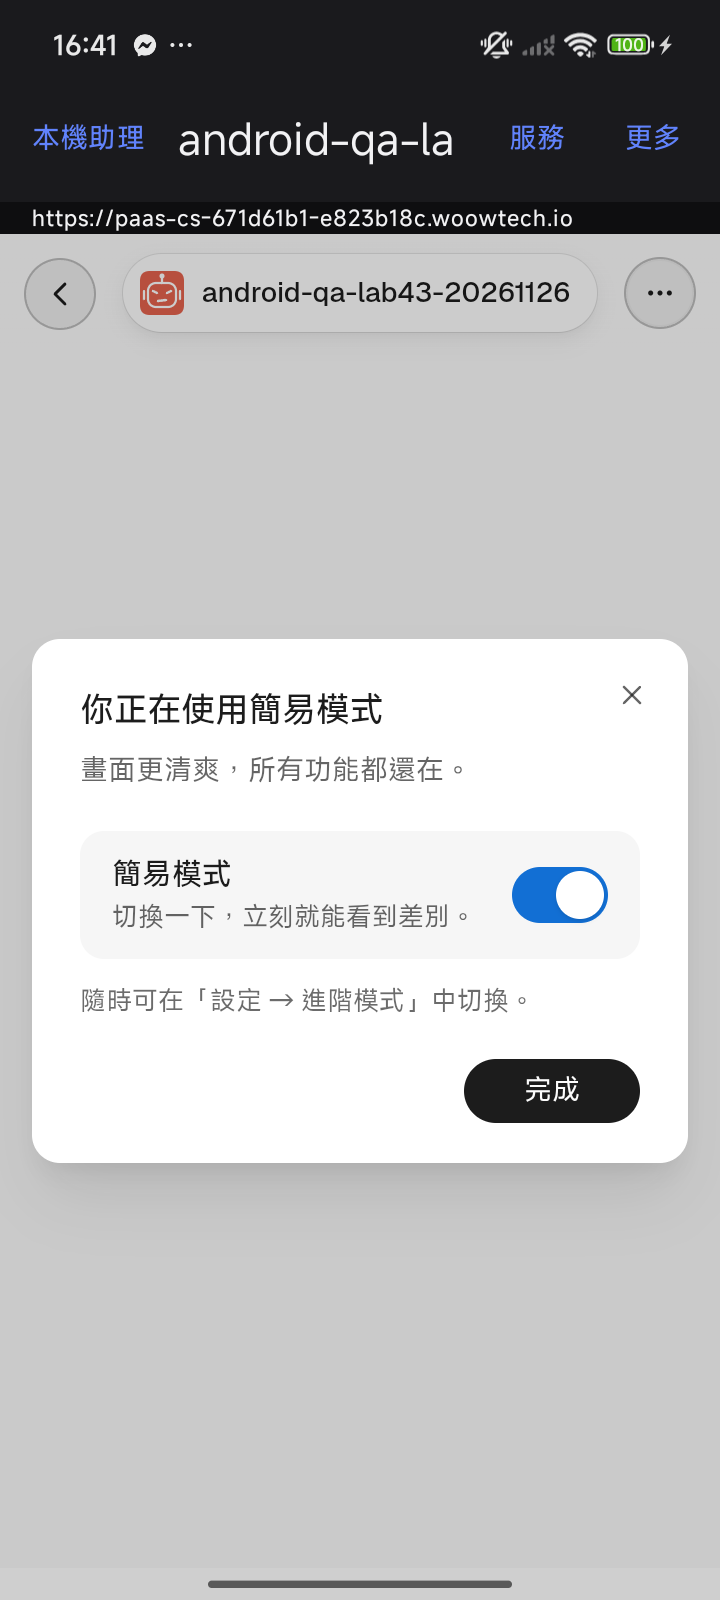 16:41
100
本機助理 android-qa-la 服務 更多
https://paas-cs-671d61b1-e823b18c.woowtech.io
android-qa-lab43-20261126
你正在使用簡易模式
畫面更清爽，所有功能都還在。
簡易模式
切換一下，立刻就能看到差別。
隨時可在「設定 → 進階模式」中切換。
完成